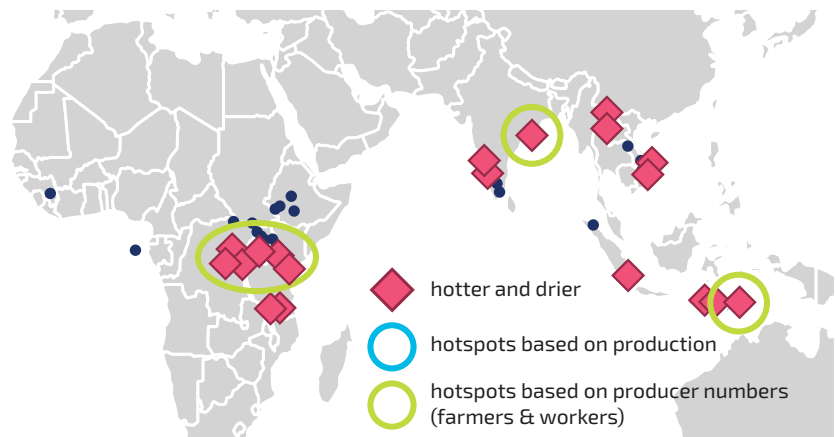 hotter and drier
hotspots based on production
hotspots based on producer numbers
(farmers & workers)